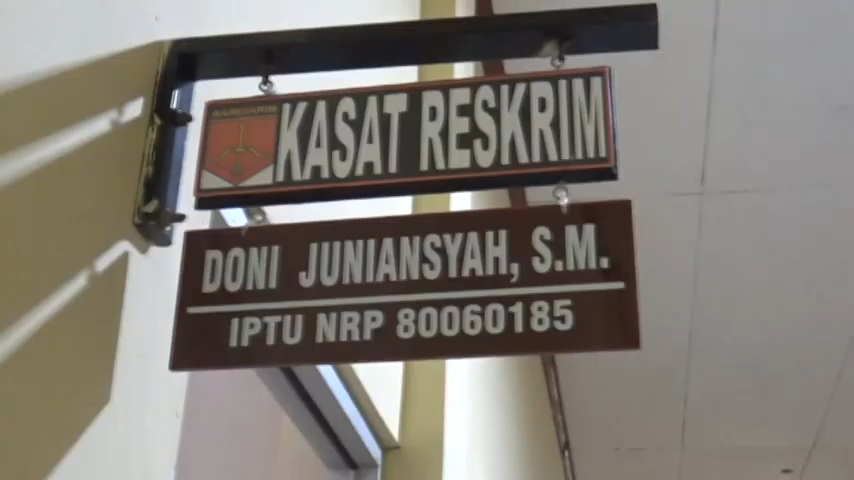 KASAT RESKRIM
DONI JUNIANSYAH, S.M.
IPTU NRP 80060185